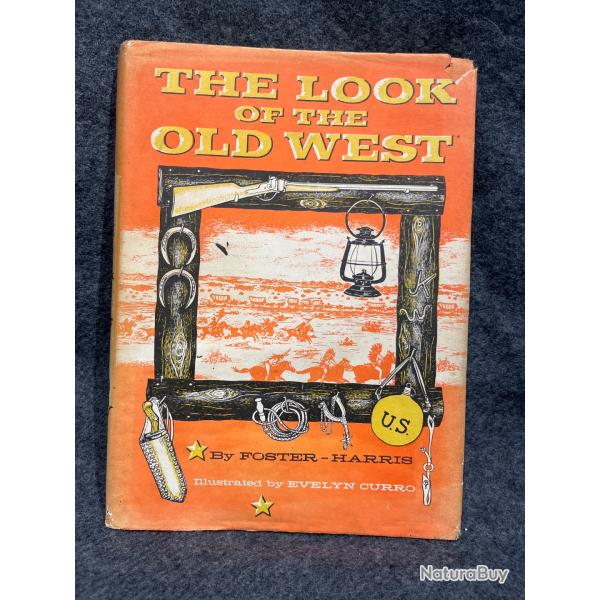 THE LOOK
OF THE
OLD WEST
K
W
U.S.
By FOSTER-HARRIS
Illustrated by EVELYN CURRO
NaturaBuy